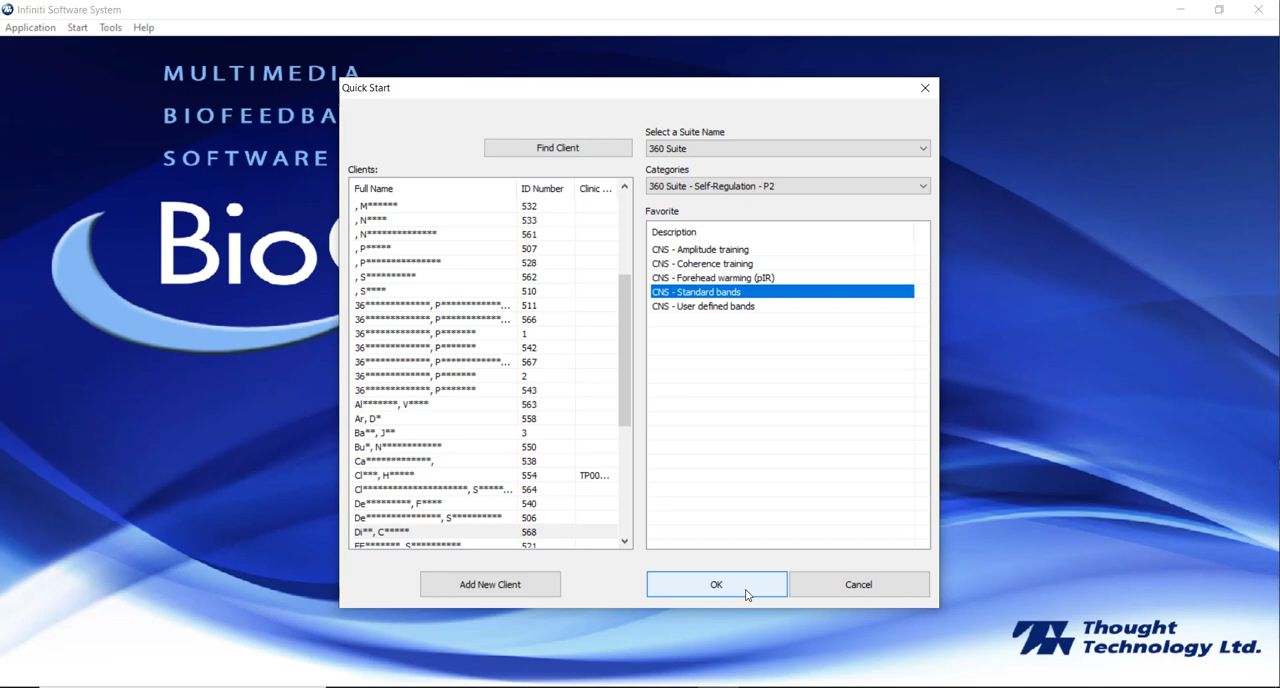 Infiniti Software System
Application Start Tools Help
MULTIMEDIA
BIOFEEDBA
SOFTWARE
Bio
Quick Start
Find Client
Clients:
Full Name ID Number Clinic ...
, M****** 532
, N**** 533
, N************** 561
, P***** 507
, P*************** 528
, S********** 562
, S**** 510
36**************, P************... 511
36**************, P************... 566
36**************, P******* 1
36**************, P******* 542
36**************, P************... 567
36**************, P******* 2
36**************, P******* 543
Al*******, V**** 563
Ar, D* 558
Ba**, J** 3
Bu*, N************ 550
Ca*************, 538
Cl***, H***** 554 TP00...
Cl**********************, S*****... 564
De*********, F**** 540
De***************, S********** 506
Di**, C***** 568
EE*******, S********** 521
Select a Suite Name
360 Suite
Categories
360 Suite - Self-Regulation - P2
Favorite
Description
CNS - Amplitude training
CNS - Coherence training
CNS - Forehead warming (pIR)
CNS - Standard bands
CNS - User defined bands
Add New Client
OK
Cancel
Thought
Technology Ltd.